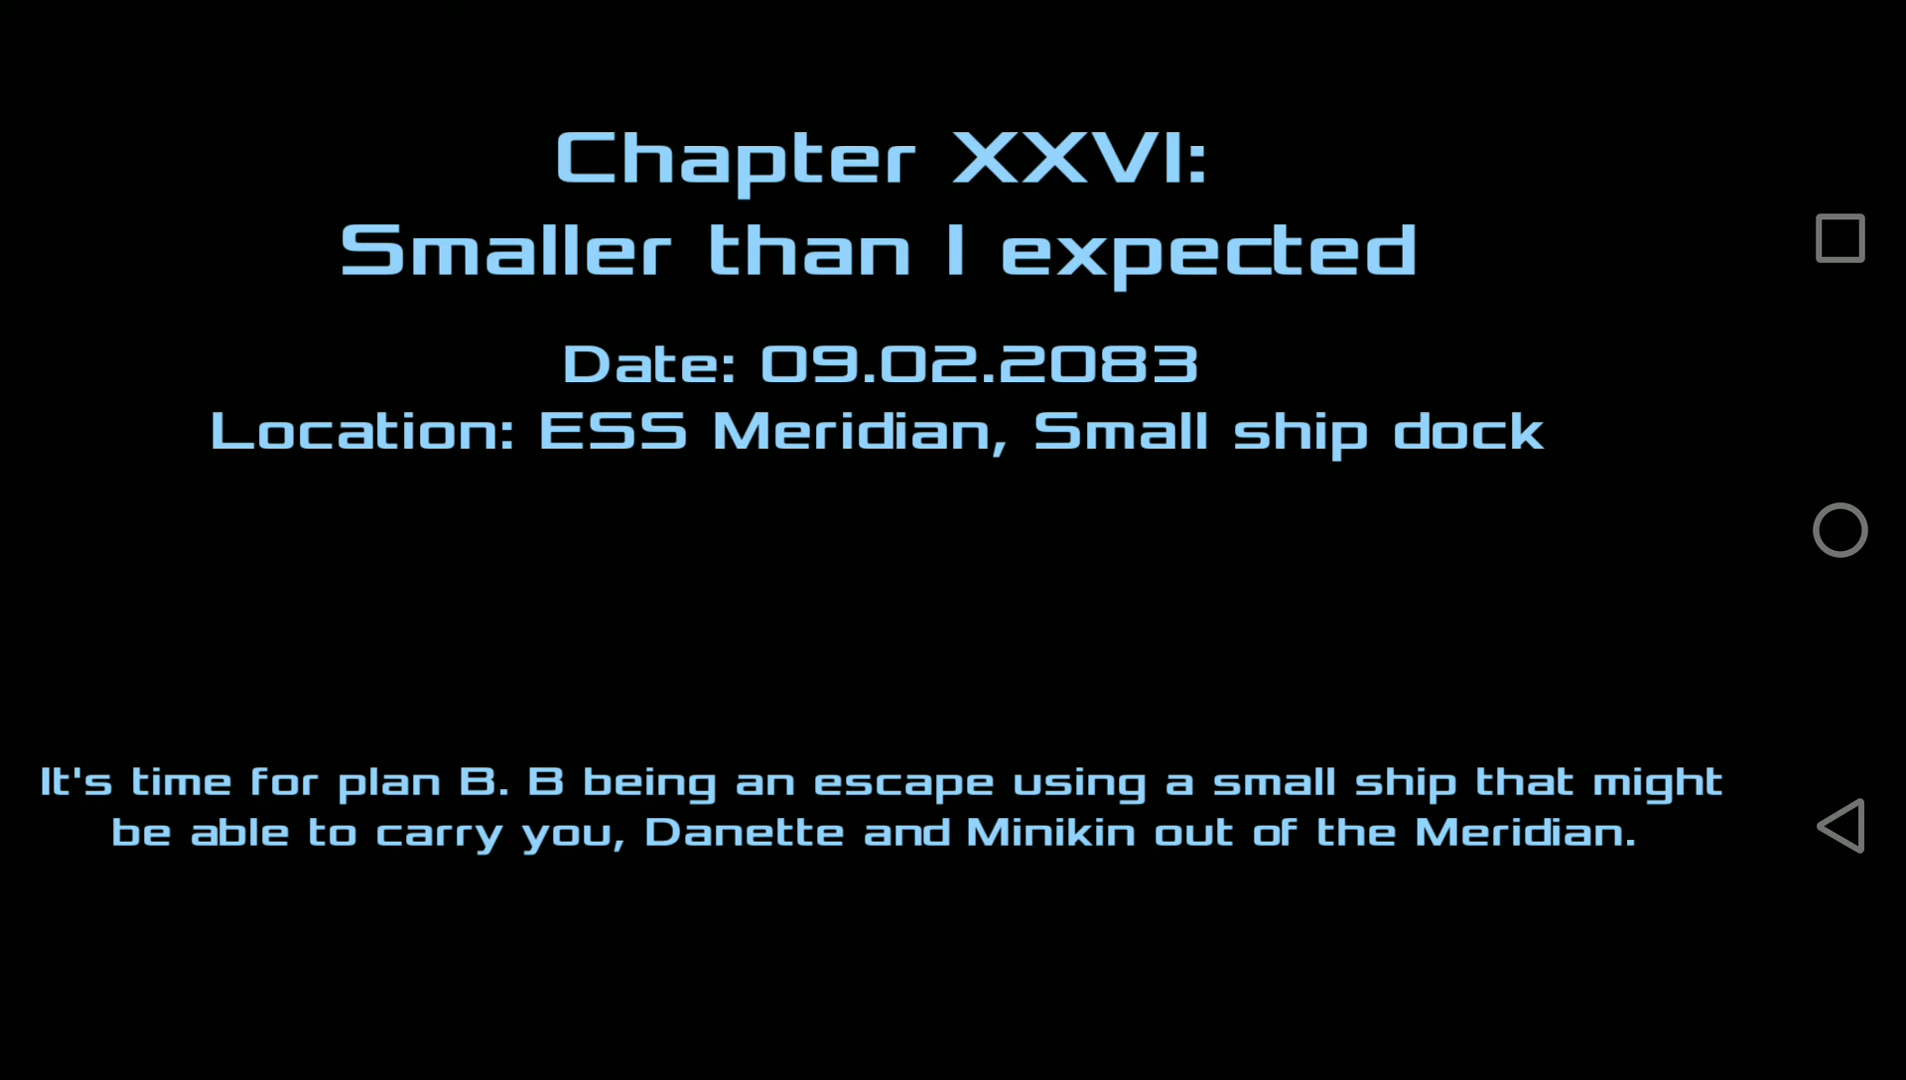 Chapter XXVI:
Smaller than I expected
Date: 09.02.2083
Location: ESS Meridian, Small ship dock
It's time for plan B. B being an escape using a small ship that might
be able to carry you, Danette and Minikin out of the Meridian.